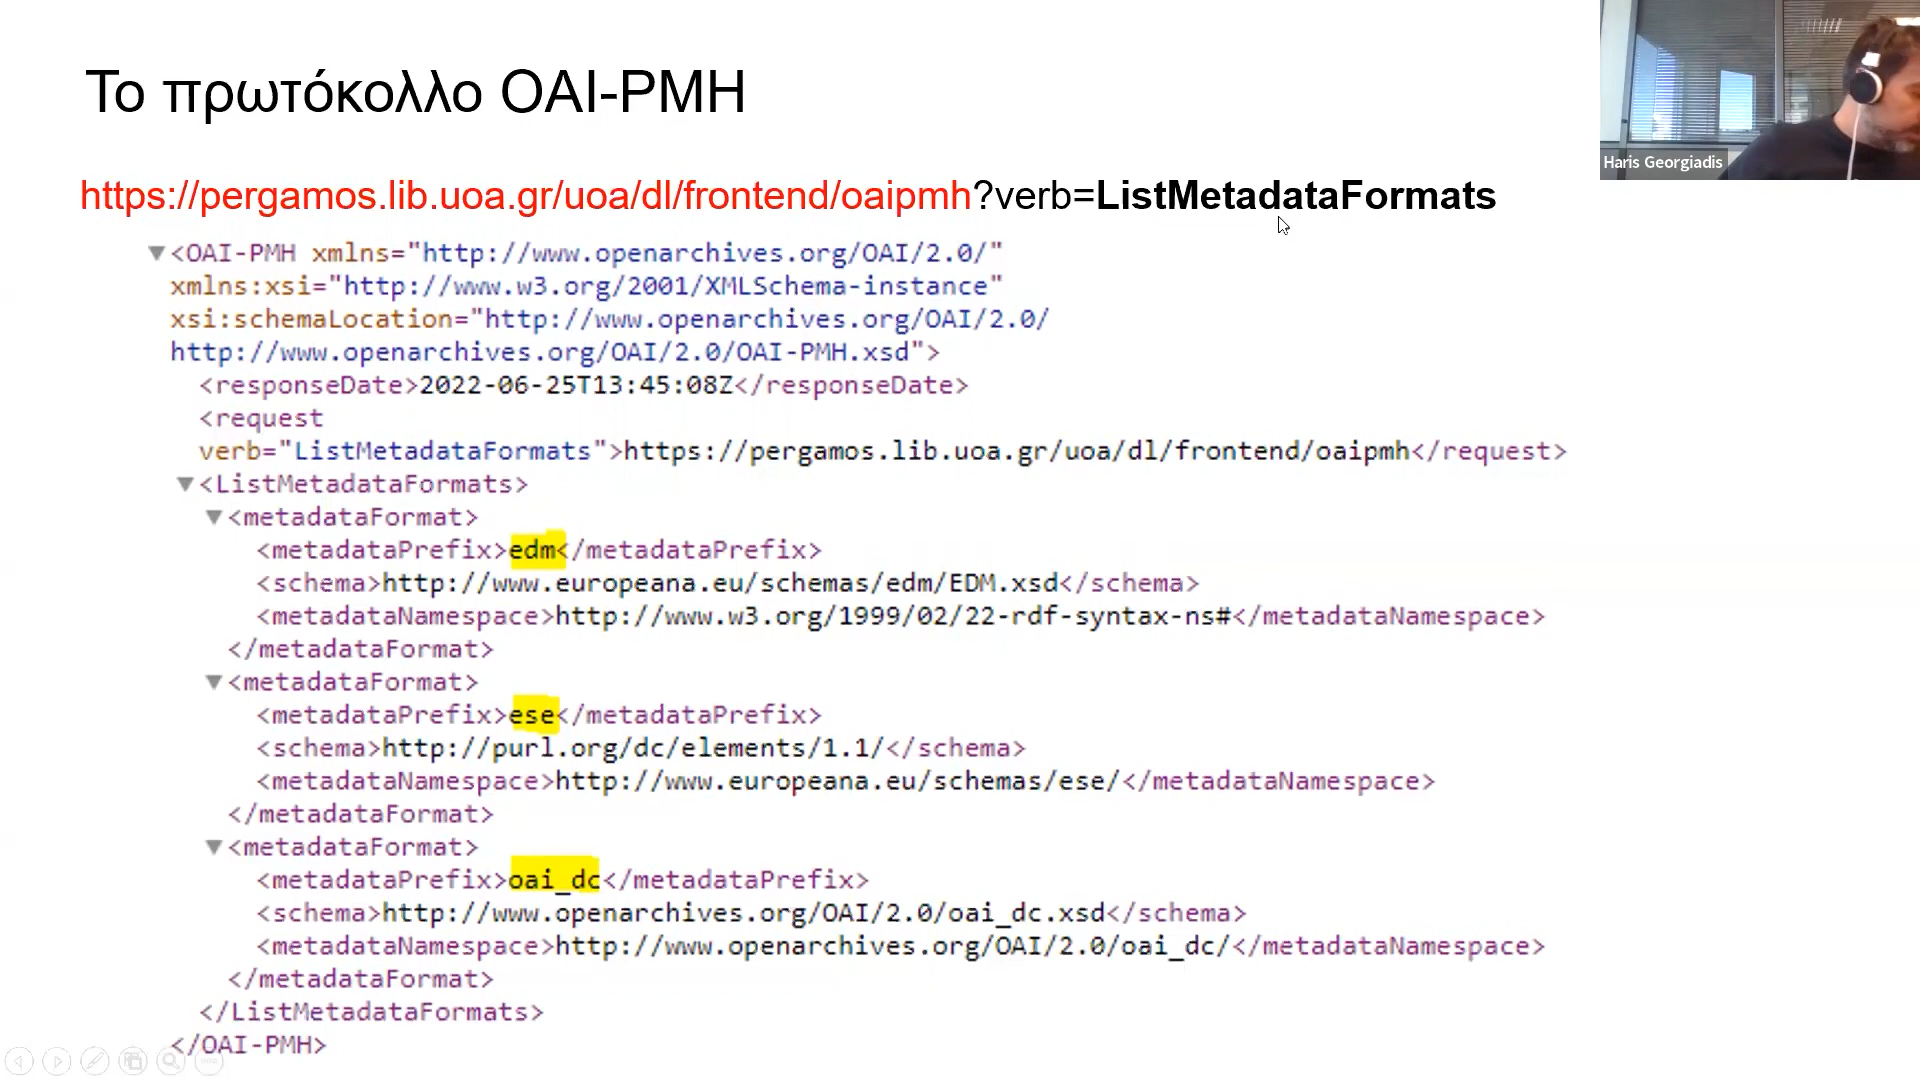 Το πρωτόκολλο OAI-PMH
Haris Georgiadis
https://pergamos.lib.uoa.gr/uoa/dl/frontend/oaipmh?verb=ListMetadataFormats
▼<OAI-PMH xmlns="http://www.openarchives.org/OAI/2.0/"
xmlns:xsi="http://www.w3.org/2001/XMLSchema-instance"
xsi:schemaLocation="http://www.openarchives.org/OAI/2.0/
http://www.openarchives.org/OAI/2.0/OAI-PMH.xsd">
<responseDate>2022-06-25T13:45:08Z</responseDate>
<request
verb="ListMetadataFormats">https://pergamos.lib.uoa.gr/uoa/dl/frontend/oaipmh</request>
▼<ListMetadataFormats>
▼<metadataFormat>
<metadataPrefix>edm</metadataPrefix>
<schema>http://www.europeana.eu/schemas/edm/EDM.xsd</schema>
<metadataNamespace>http://www.w3.org/1999/02/22-rdf-syntax-ns#</metadataNamespace>
</metadataFormat>
▼<metadataFormat>
<metadataPrefix>ese</metadataPrefix>
<schema>http://purl.org/dc/elements/1.1/</schema>
<metadataNamespace>http://www.europeana.eu/schemas/ese/</metadataNamespace>
</metadataFormat>
▼<metadataFormat>
<metadataPrefix>oai_dc</metadataPrefix>
<schema>http://www.openarchives.org/OAI/2.0/oai_dc.xsd</schema>
<metadataNamespace>http://www.openarchives.org/OAI/2.0/oai_dc/</metadataNamespace>
</metadataFormat>
</ListMetadataFormats>
</OAI-PMH>